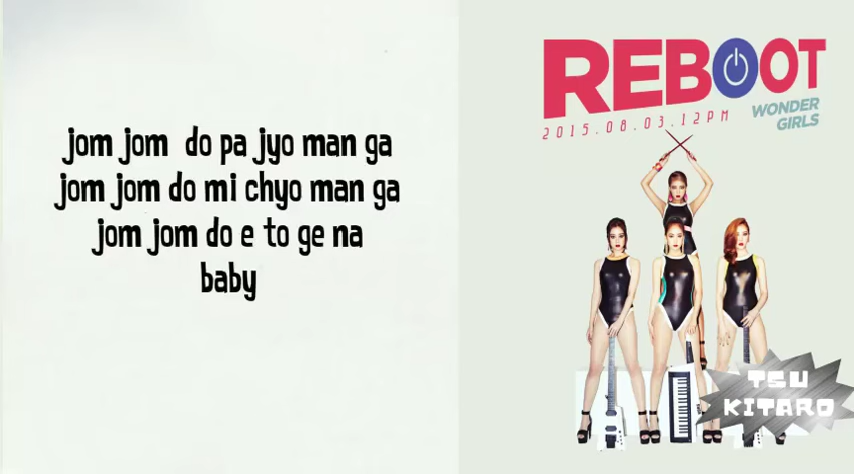 jom jom do pa jyo man ga
jom jom do mi chyo man ga
jom jom do e to ge na
baby
REBOOT
WONDER
GIRLS
2015.08.03.12PM
TSU
KITARO